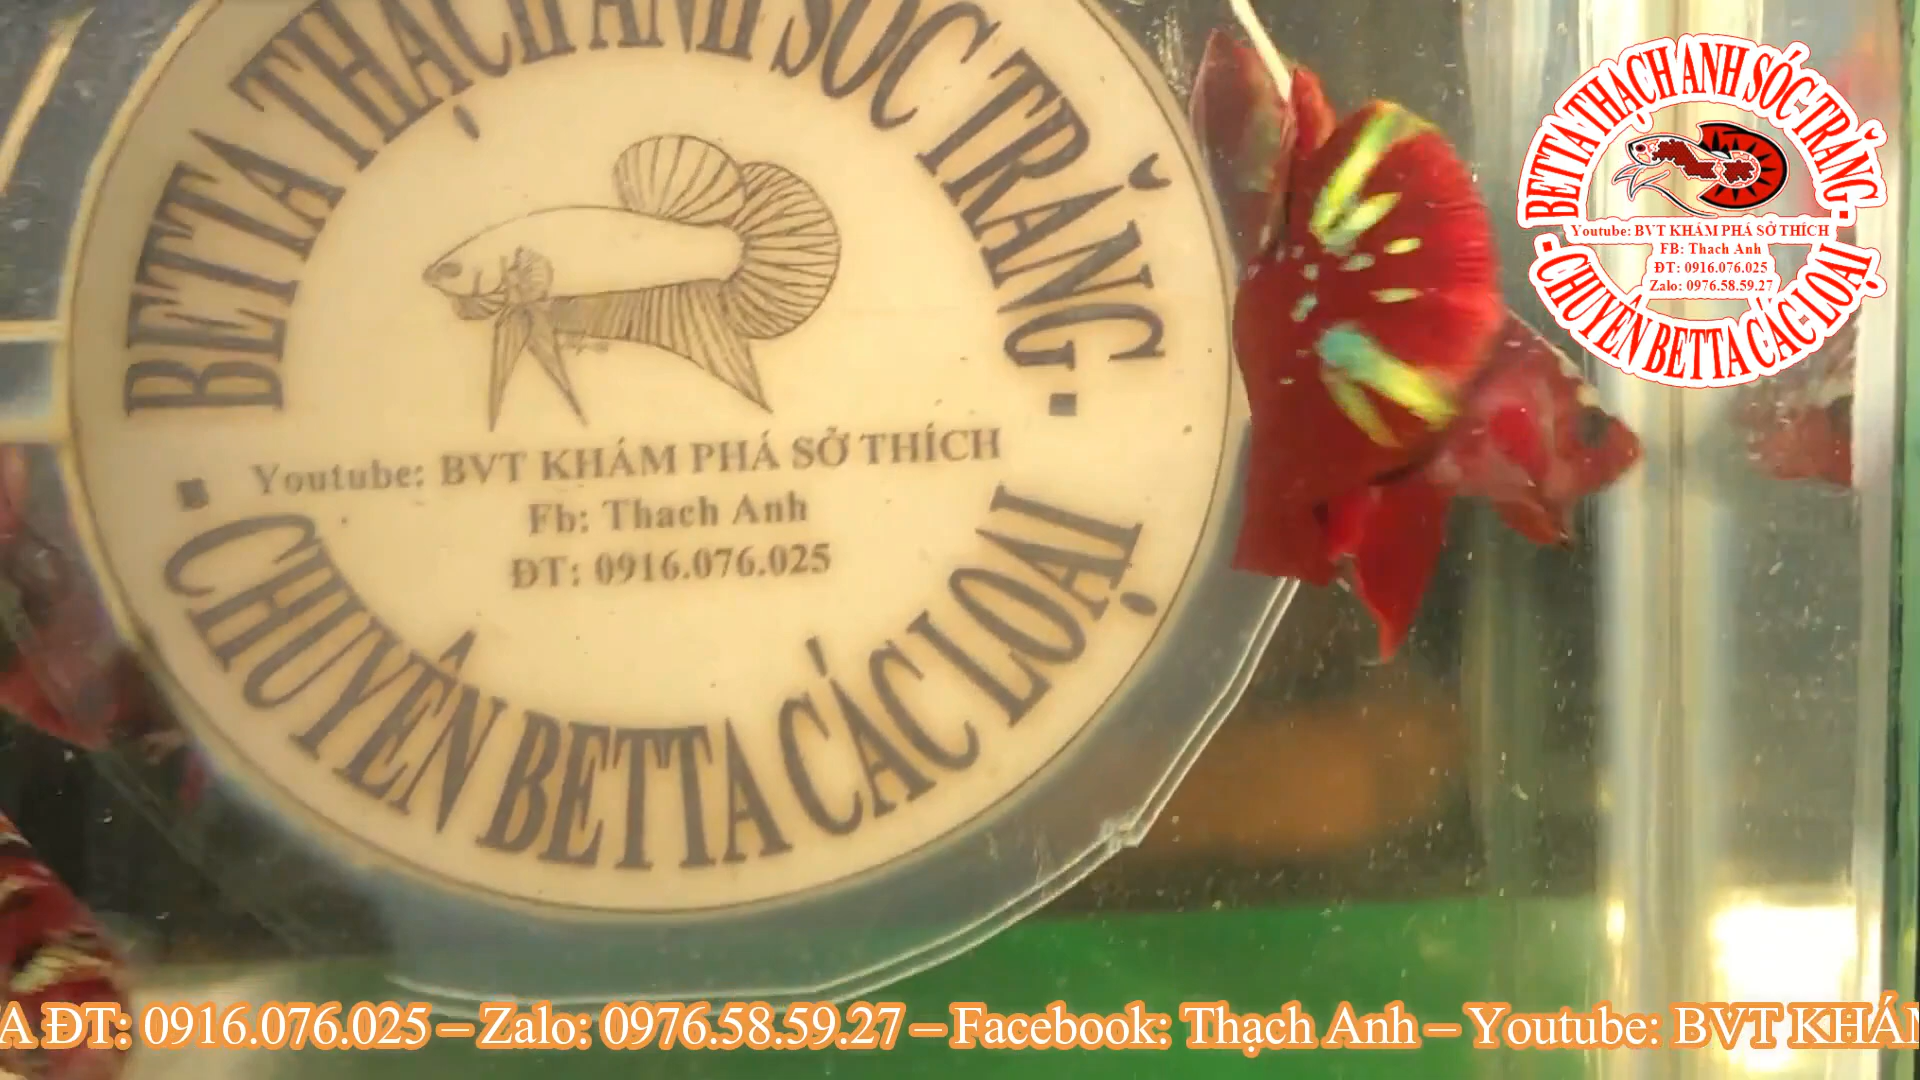 BETTA THẠCH ANH SÓC TRĂNG
Youtube: BVT KHÁM PHÁ SỞ THÍCH
Fb: Thach Anh
ĐT: 0916.076.025
CHUYÊN BETTA CÁC LOẠI
BETTA THẠCH ANH SÓC TRĂNG
Youtube: BVT KHÁM PHÁ SỞ THÍCH
FB: Thach Anh
ĐT: 0916.076.025
Zalo: 0976.58.59.27
CHUYÊN BETTA CÁC LOẠI
ĐT: 0916.076.025 – Zalo: 0976.58.59.27 – Facebook: Thạch Anh – Youtube: BVT